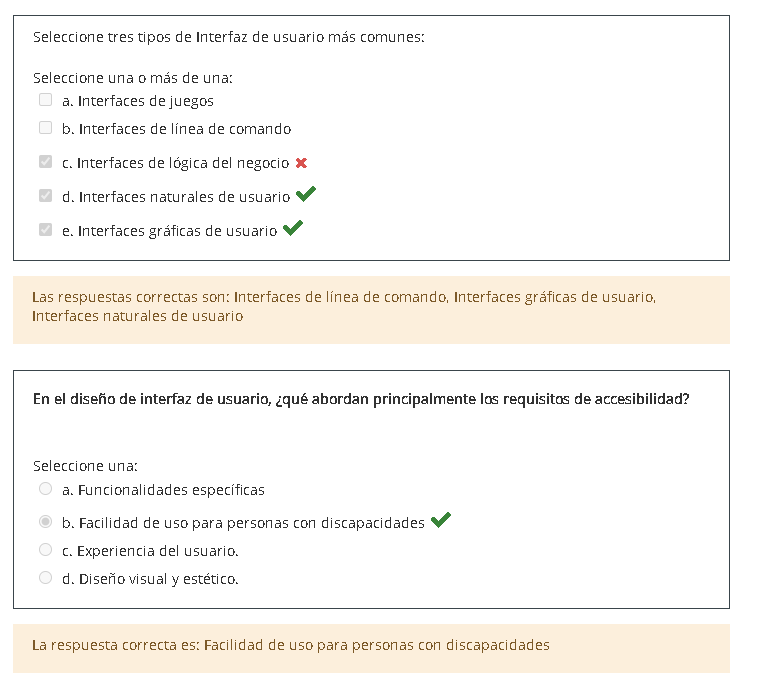 Seleccione tres tipos de Interfaz de usuario más comunes:
Seleccione una o más de una:
a. Interfaces de juegos
b. Interfaces de línea de comando
c. Interfaces de lógica del negocio
d. Interfaces naturales de usuario
e. Interfaces gráficas de usuario
Las respuestas correctas son: Interfaces de línea de comando, Interfaces gráficas de usuario,
Interfaces naturales de usuario
En el diseño de interfaz de usuario, ¿qué abordan principalmente los requisitos de accesibilidad?
Seleccione una:
a. Funcionalidades específicas
b. Facilidad de uso para personas con discapacidades
c. Experiencia del usuario.
d. Diseño visual y estético.
La respuesta correcta es: Facilidad de uso para personas con discapacidades